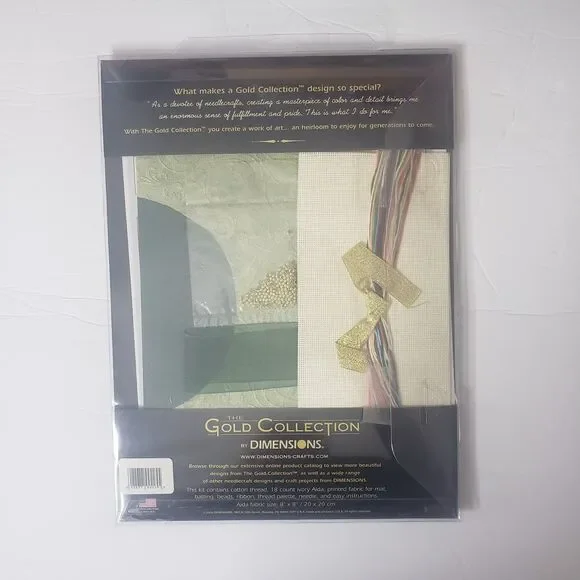 What makes a Gold Collection™ design so special?
"As a devotee of needlecrafts, creating a masterpiece of color and detail brings me
an enormous sense of fulfillment and pride. This is what I do for me."
With The Gold Collection™ you create a work of art... an heirloom to enjoy for generations to come.
THE
GOLD COLLECTION
BY DIMENSIONS®
WWW.DIMENSIONS-CRAFTS.COM
Browse through our extensive online product catalog to view more beautiful
designs from The Gold Collection™, as well as a wide range
of other needlecraft designs and craft projects from DIMENSIONS.
This kit contains cotton thread, 18 count ivory Aida, printed fabric for mat,
batting, beads, ribbon, thread palette, needle, and easy instructions.
Aida fabric size: 8" x 8" / 20 x 20 cm